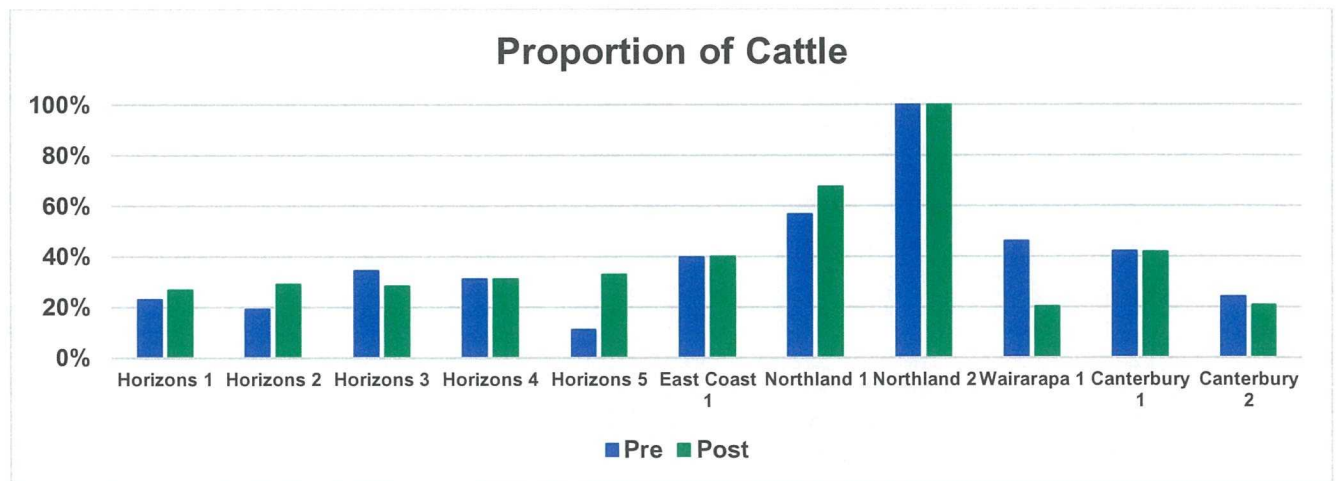 Proportion of Cattle
100%
80%
60%
40%
20%
0%
Horizons 1 Horizons 2 Horizons 3 Horizons 4 Horizons 5 East Coast 1 Northland 1 Northland 2 Wairarapa 1 Canterbury 1 Canterbury 2
Pre Post